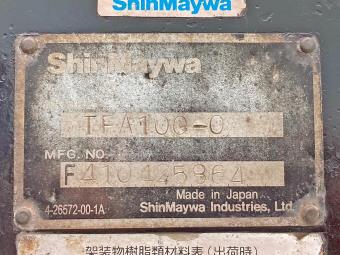 ShinMaywa
ShinMaywa
TFA100-0
MFG. NO.
F410445864
Made in Japan
4-26572-00-1A
ShinMaywa Industries, Ltd.
架装物樹脂類材料表(出荷時)